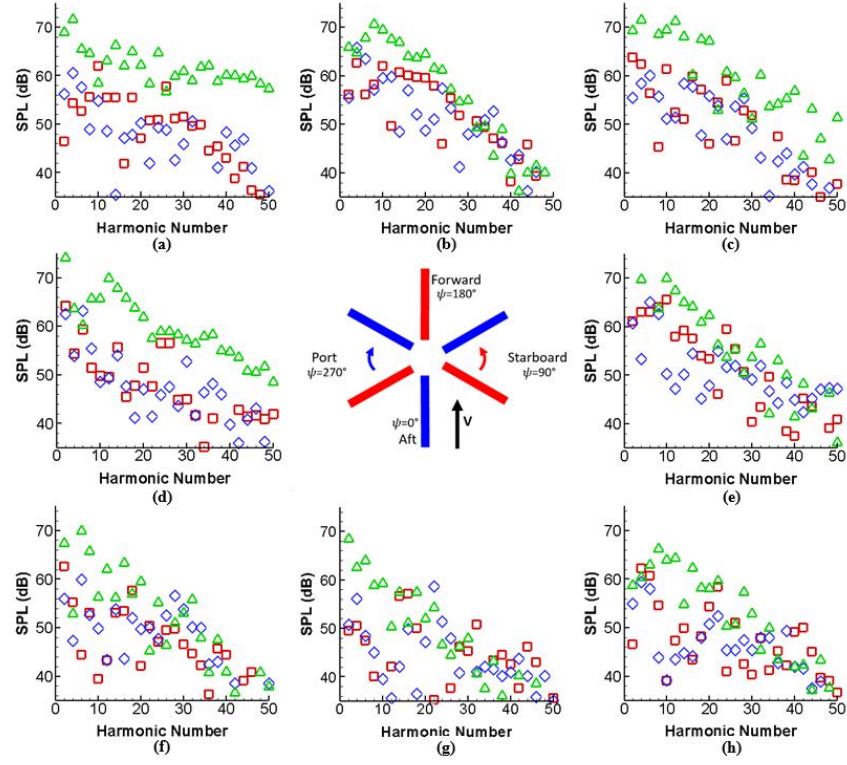 SPL (dB)
70
60
50
40
0 10 20 30 40 50
Harmonic Number
(a)
SPL (dB)
70
60
50
40
0 10 20 30 40 50
Harmonic Number
(b)
SPL (dB)
70
60
50
40
0 10 20 30 40 50
Harmonic Number
(c)
SPL (dB)
70
60
50
40
0 10 20 30 40 50
Harmonic Number
(d)
Forward
ψ=180°
Port
ψ=270°
Starboard
ψ=90°
ψ=0°
Aft
V
SPL (dB)
70
60
50
40
0 10 20 30 40 50
Harmonic Number
(e)
SPL (dB)
70
60
50
40
0 10 20 30 40 50
Harmonic Number
(f)
SPL (dB)
70
60
50
40
0 10 20 30 40 50
Harmonic Number
(g)
SPL (dB)
70
60
50
40
0 10 20 30 40 50
Harmonic Number
(h)